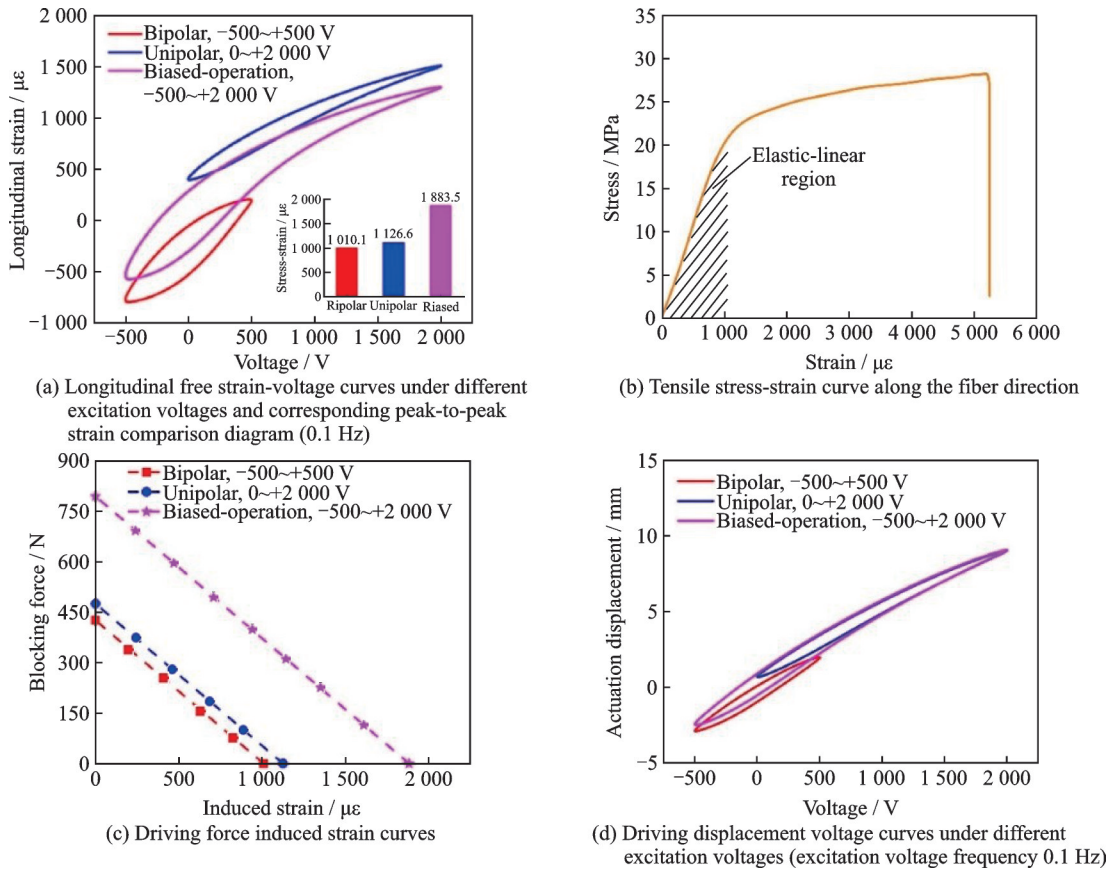 2 000
1 500
1 000
500
0
−500
−1 000
Longitudinal strain / με
Bipolar, −500~+500 V
Unipolar, 0~+2 000 V
Biased-operation,
−500~+2 000 V
Stress-strain / με
2 000
1 500
1 000
500
0
1 010.1
1 126.6
1 883.5
Ripolar Unipolar Riased
−500 0 500 1 000 1 500 2 000
Voltage / V
(a) Longitudinal free strain-voltage curves under different
excitation voltages and corresponding peak-to-peak
strain comparison diagram (0.1 Hz)
35
30
25
20
15
10
5
0
Stress / MPa
Elastic-linear
region
0 1 000 2 000 3 000 4 000 5 000 6 000
Strain / με
(b) Tensile stress-strain curve along the fiber direction
900
750
600
450
300
150
0
Blocking force / N
Bipolar, −500~+500 V
Unipolar, 0~+2 000 V
Biased-operation, −500~+2 000 V
0 500 1 000 1 500 2 000
Induced strain / με
(c) Driving force induced strain curves
15
10
5
0
−5
Actuation displacement / mm
Bipolar, −500~+500 V
Unipolar, 0~+2 000 V
Biased-operation, −500~+2 000 V
−500 0 500 1 000 1 500 2 000
Voltage / V
(d) Driving displacement voltage curves under different
excitation voltages (excitation voltage frequency 0.1 Hz)